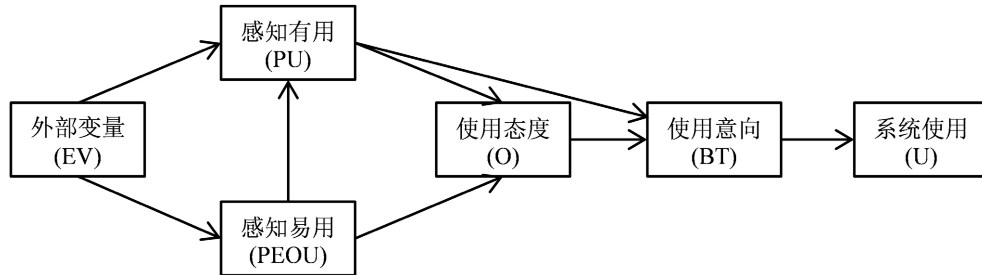 感知有用
(PU)
外部变量
(EV)
使用态度
(O)
使用意向
(BT)
系统使用
(U)
感知易用
(PEOU)